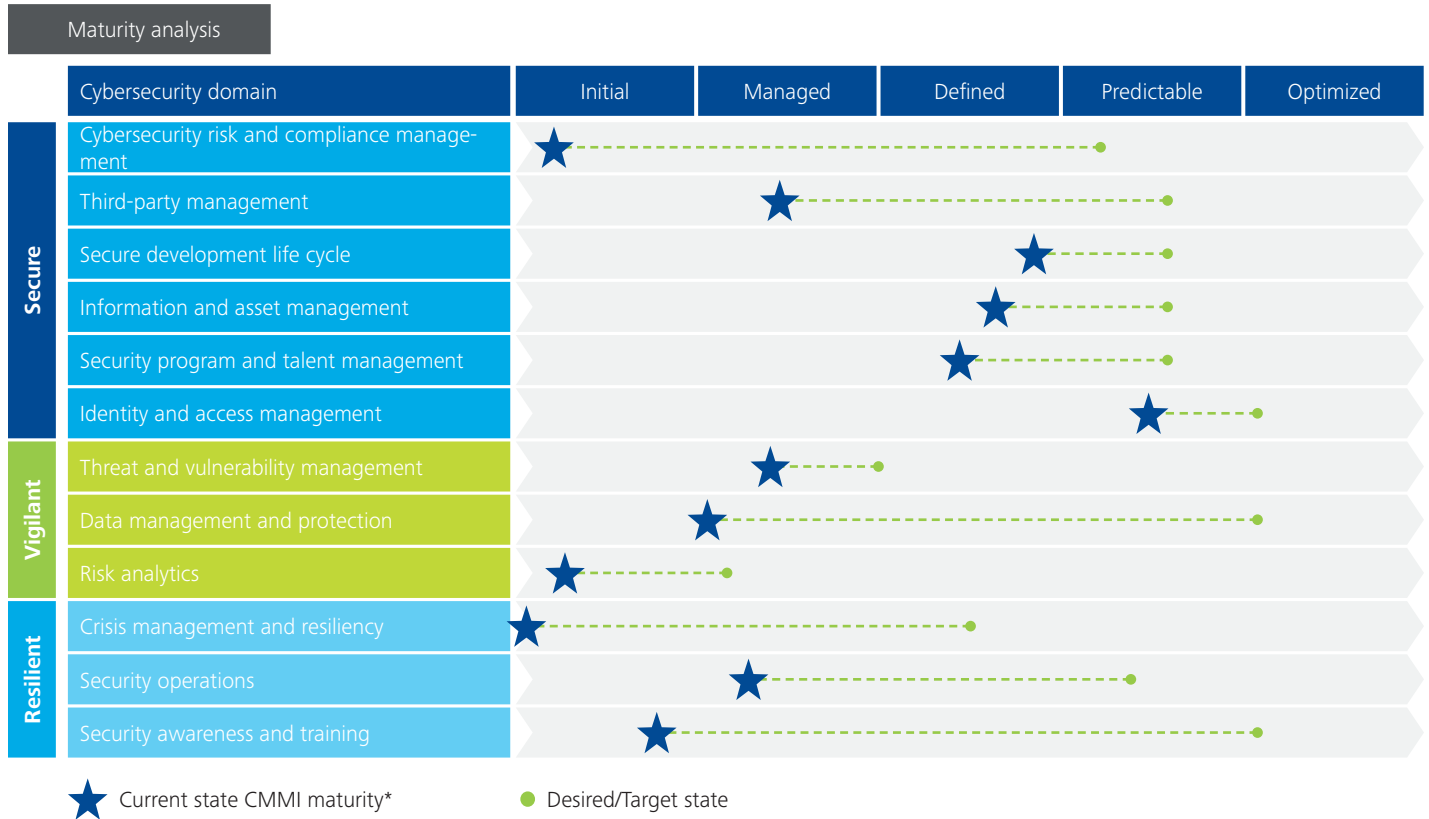 Maturity analysis
Cybersecurity domain
Initial
Managed
Defined
Predictable
Optimized
Secure
Cybersecurity risk and compliance manage-
ment
Third-party management
Secure development life cycle
Information and asset management
Security program and talent management
Identity and access management
Vigilant
Threat and vulnerability management
Data management and protection
Risk analytics
Resilient
Crisis management and resiliency
Security operations
Security awareness and training
Current state CMMI maturity*
Desired/Target state